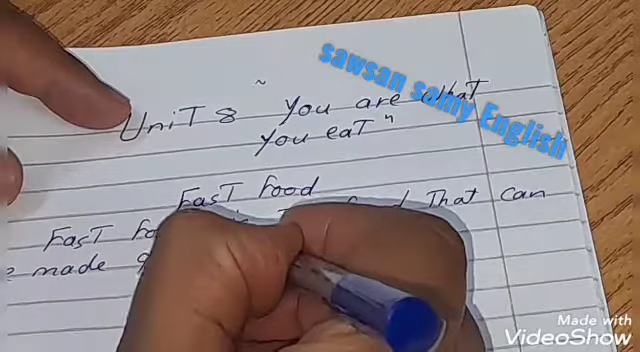 sawsan samy English
UniT 8 " You are what
You eat "
Fast Food
Fast that can
made
Made with
VideoShow